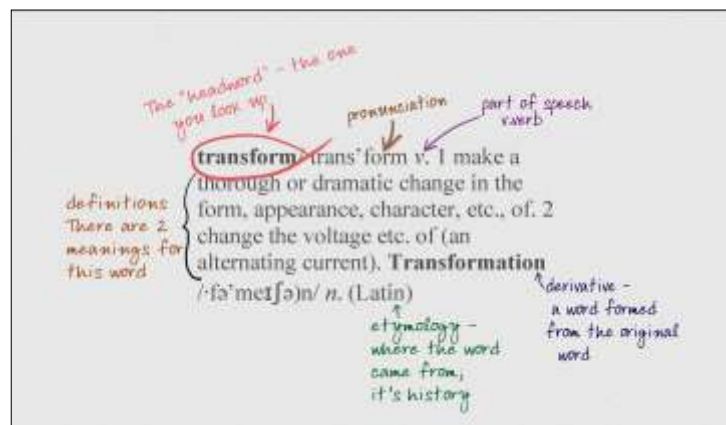 The "headword" - the one
you look up
pronunciation
part of speech
v.verb
transform/ trans'form v. 1 make a
thorough or dramatic change in the
form, appearance, character, etc., of. 2
change the voltage etc. of (an
alternating current). Transformation
/-fə'meɪʃə)n/ n. (Latin)
definitions
There are 2
meanings for
this word
derivative -
a word formed
from the original
word
etymology -
where the word
came from,
it's history